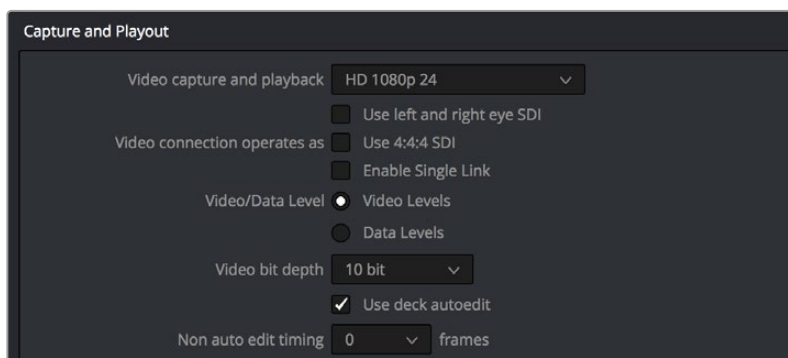 Capture and Playout
Video capture and playback HD 1080p 24
Use left and right eye SDI
Video connection operates as Use 4:4:4 SDI
Enable Single Link
Video/Data Level Video Levels
Data Levels
Video bit depth 10 bit
Use deck autoedit
Non auto edit timing 0 frames